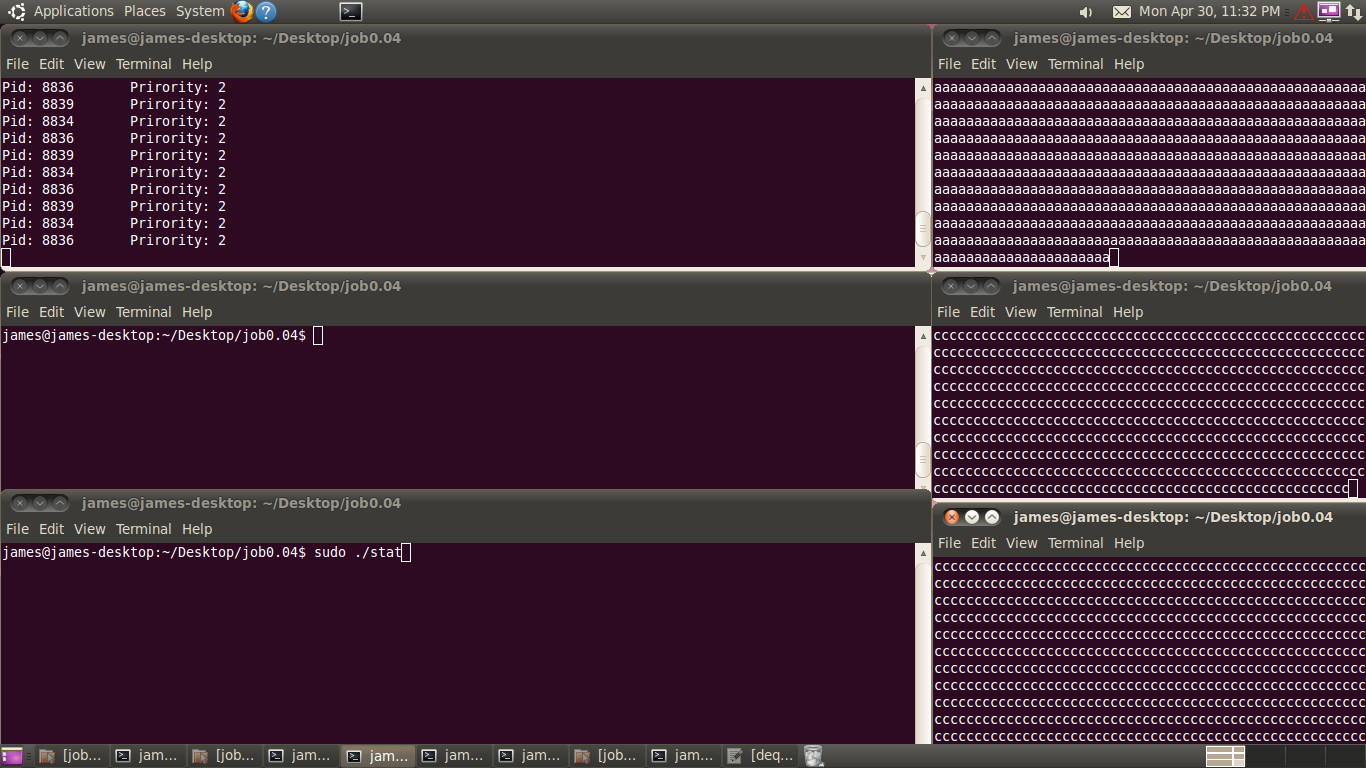 Applications Places System
Mon Apr 30, 11:32 PM
james@james-desktop: ~/Desktop/job0.04
File Edit View Terminal Help
Pid: 8836 Prirority: 2
Pid: 8839 Prirority: 2
Pid: 8834 Prirority: 2
Pid: 8836 Prirority: 2
Pid: 8839 Prirority: 2
Pid: 8834 Prirority: 2
Pid: 8836 Prirority: 2
Pid: 8839 Prirority: 2
Pid: 8834 Prirority: 2
Pid: 8836 Prirority: 2
james@james-desktop: ~/Desktop/job0.04
File Edit View Terminal Help
aaaaaaaaaaaaaaaaaaaaaaaaaaaaaaaaaaaaaaaaaaaaaaaaaaaaaa
aaaaaaaaaaaaaaaaaaaaaaaaaaaaaaaaaaaaaaaaaaaaaaaaaaaaaa
aaaaaaaaaaaaaaaaaaaaaaaaaaaaaaaaaaaaaaaaaaaaaaaaaaaaaa
aaaaaaaaaaaaaaaaaaaaaaaaaaaaaaaaaaaaaaaaaaaaaaaaaaaaaa
aaaaaaaaaaaaaaaaaaaaaaaaaaaaaaaaaaaaaaaaaaaaaaaaaaaaaa
aaaaaaaaaaaaaaaaaaaaaaaaaaaaaaaaaaaaaaaaaaaaaaaaaaaaaa
aaaaaaaaaaaaaaaaaaaaaaaaaaaaaaaaaaaaaaaaaaaaaaaaaaaaaa
aaaaaaaaaaaaaaaaaaaaaaaaaaaaaaaaaaaaaaaaaaaaaaaaaaaaaa
aaaaaaaaaaaaaaaaaaaaaaaaaaaaaaaaaaaaaaaaaaaaaaaaaaaaaa
aaaaaaaaaaaaaaaaaaaaaaaaaaaaaaaaaaaaaaaaaaaaaaaaaaaaaa
aaaaaaaaaaaaaaaaaaaaaa
james@james-desktop: ~/Desktop/job0.04
File Edit View Terminal Help
james@james-desktop:~/Desktop/job0.04$
james@james-desktop: ~/Desktop/job0.04
File Edit View Terminal Help
cccccccccccccccccccccccccccccccccccccccccccccccccccccc
cccccccccccccccccccccccccccccccccccccccccccccccccccccc
cccccccccccccccccccccccccccccccccccccccccccccccccccccc
cccccccccccccccccccccccccccccccccccccccccccccccccccccc
cccccccccccccccccccccccccccccccccccccccccccccccccccccc
cccccccccccccccccccccccccccccccccccccccccccccccccccccc
cccccccccccccccccccccccccccccccccccccccccccccccccccccc
cccccccccccccccccccccccccccccccccccccccccccccccccccccc
cccccccccccccccccccccccccccccccccccccccccccccccccccccc
cccccccccccccccccccccccccccccccccccccccccccccccccccc
james@james-desktop: ~/Desktop/job0.04
File Edit View Terminal Help
james@james-desktop:~/Desktop/job0.04$ sudo ./stat
james@james-desktop: ~/Desktop/job0.04
File Edit View Terminal Help
cccccccccccccccccccccccccccccccccccccccccccccccccccccc
cccccccccccccccccccccccccccccccccccccccccccccccccccccc
cccccccccccccccccccccccccccccccccccccccccccccccccccccc
cccccccccccccccccccccccccccccccccccccccccccccccccccccc
cccccccccccccccccccccccccccccccccccccccccccccccccccccc
cccccccccccccccccccccccccccccccccccccccccccccccccccccc
cccccccccccccccccccccccccccccccccccccccccccccccccccccc
cccccccccccccccccccccccccccccccccccccccccccccccccccccc
cccccccccccccccccccccccccccccccccccccccccccccccccccccc
cccccccccccccccccccccccccccccccccccccccccccccccccccccc
cccccccccccccccccccccccccccccccccccccccccccccccccccccc
[job... jam... [job... jam... jam... jam... jam... [job... jam... [deq...